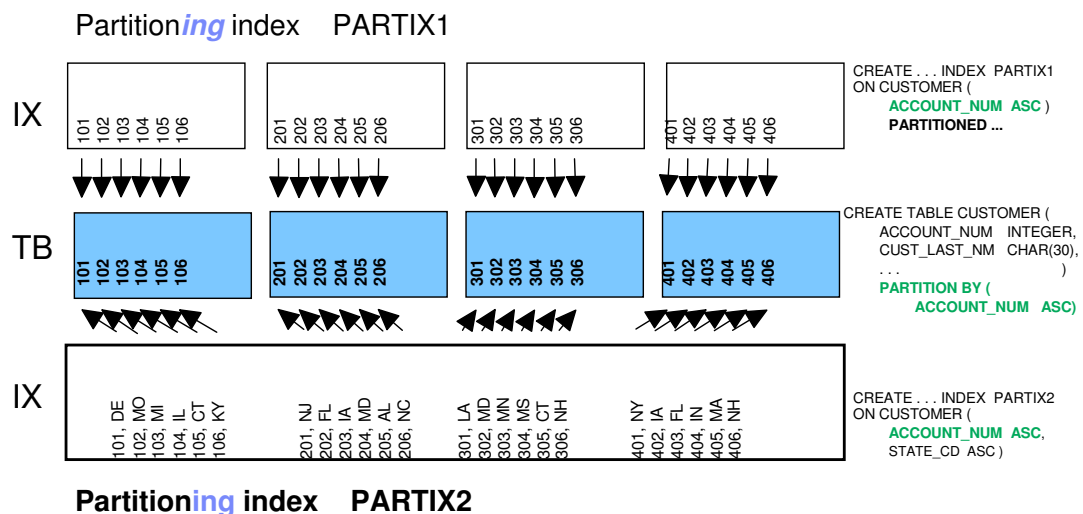 Partitioning index PARTIX1
IX
101 102 103 104 105 106
201 202 203 204 205 206
301 302 303 304 305 306
401 402 403 404 405 406
CREATE . . . INDEX PARTIX1
ON CUSTOMER (
ACCOUNT_NUM ASC )
PARTITIONED ...
TB
101 102 103 104 105 106
201 202 203 204 205 206
301 302 303 304 305 306
401 402 403 404 405 406
CREATE TABLE CUSTOMER (
ACCOUNT_NUM INTEGER,
CUST_LAST_NM CHAR(30),
. . . )
PARTITION BY (
ACCOUNT_NUM ASC)
IX
101, DE
102, MO
103, MI
104, IL
105, CT
106, KY
201, NJ
202, FL
203, IA
204, MD
205, AL
206, NC
301, LA
302, MD
303, MN
304, MS
305, CT
306, NH
401, NY
402, IA
403, FL
404, IN
405, MA
406, NH
CREATE . . . INDEX PARTIX2
ON CUSTOMER (
ACCOUNT_NUM ASC,
STATE_CD ASC )
Partitioning index PARTIX2